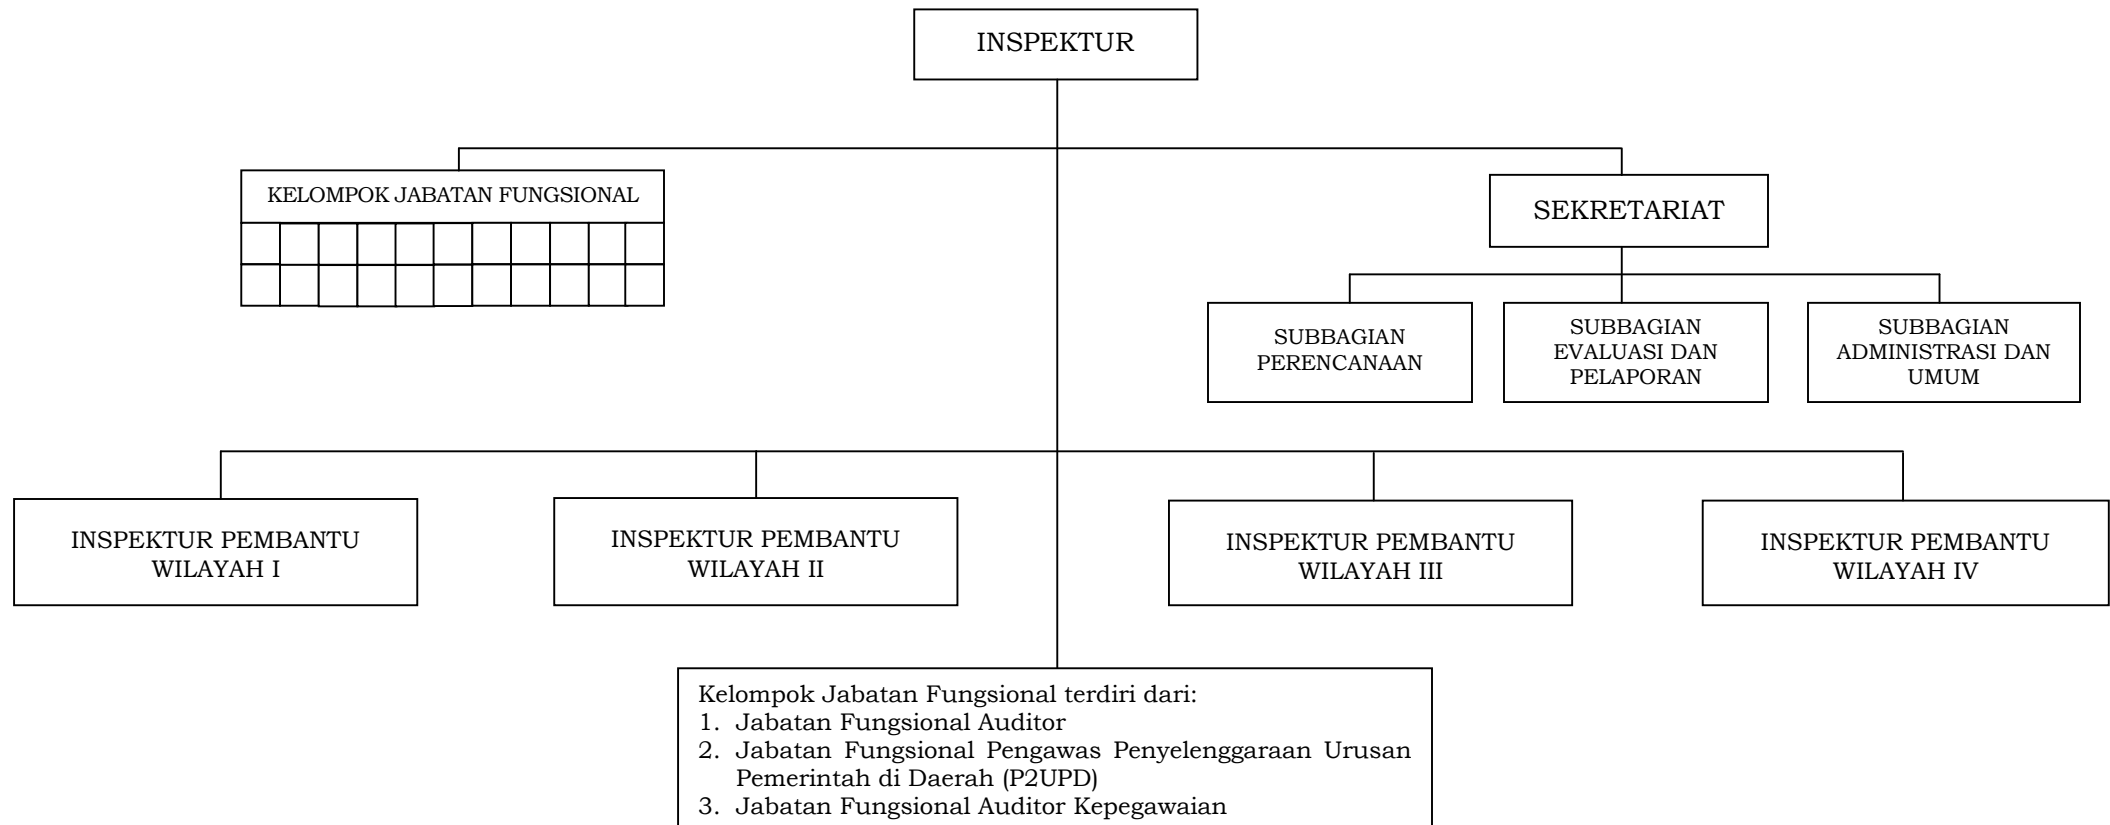 INSPEKTUR
KELOMPOK JABATAN FUNGSIONAL
SEKRETARIAT
SUBBAGIAN
PERENCANAAN
SUBBAGIAN
EVALUASI DAN
PELAPORAN
SUBBAGIAN
ADMINISTRASI DAN
UMUM
INSPEKTUR PEMBANTU
WILAYAH I
INSPEKTUR PEMBANTU
WILAYAH II
INSPEKTUR PEMBANTU
WILAYAH III
INSPEKTUR PEMBANTU
WILAYAH IV
Kelompok Jabatan Fungsional terdiri dari:
1. Jabatan Fungsional Auditor
2. Jabatan Fungsional Pengawas Penyelenggaraan Urusan
Pemerintah di Daerah (P2UPD)
3. Jabatan Fungsional Auditor Kepegawaian